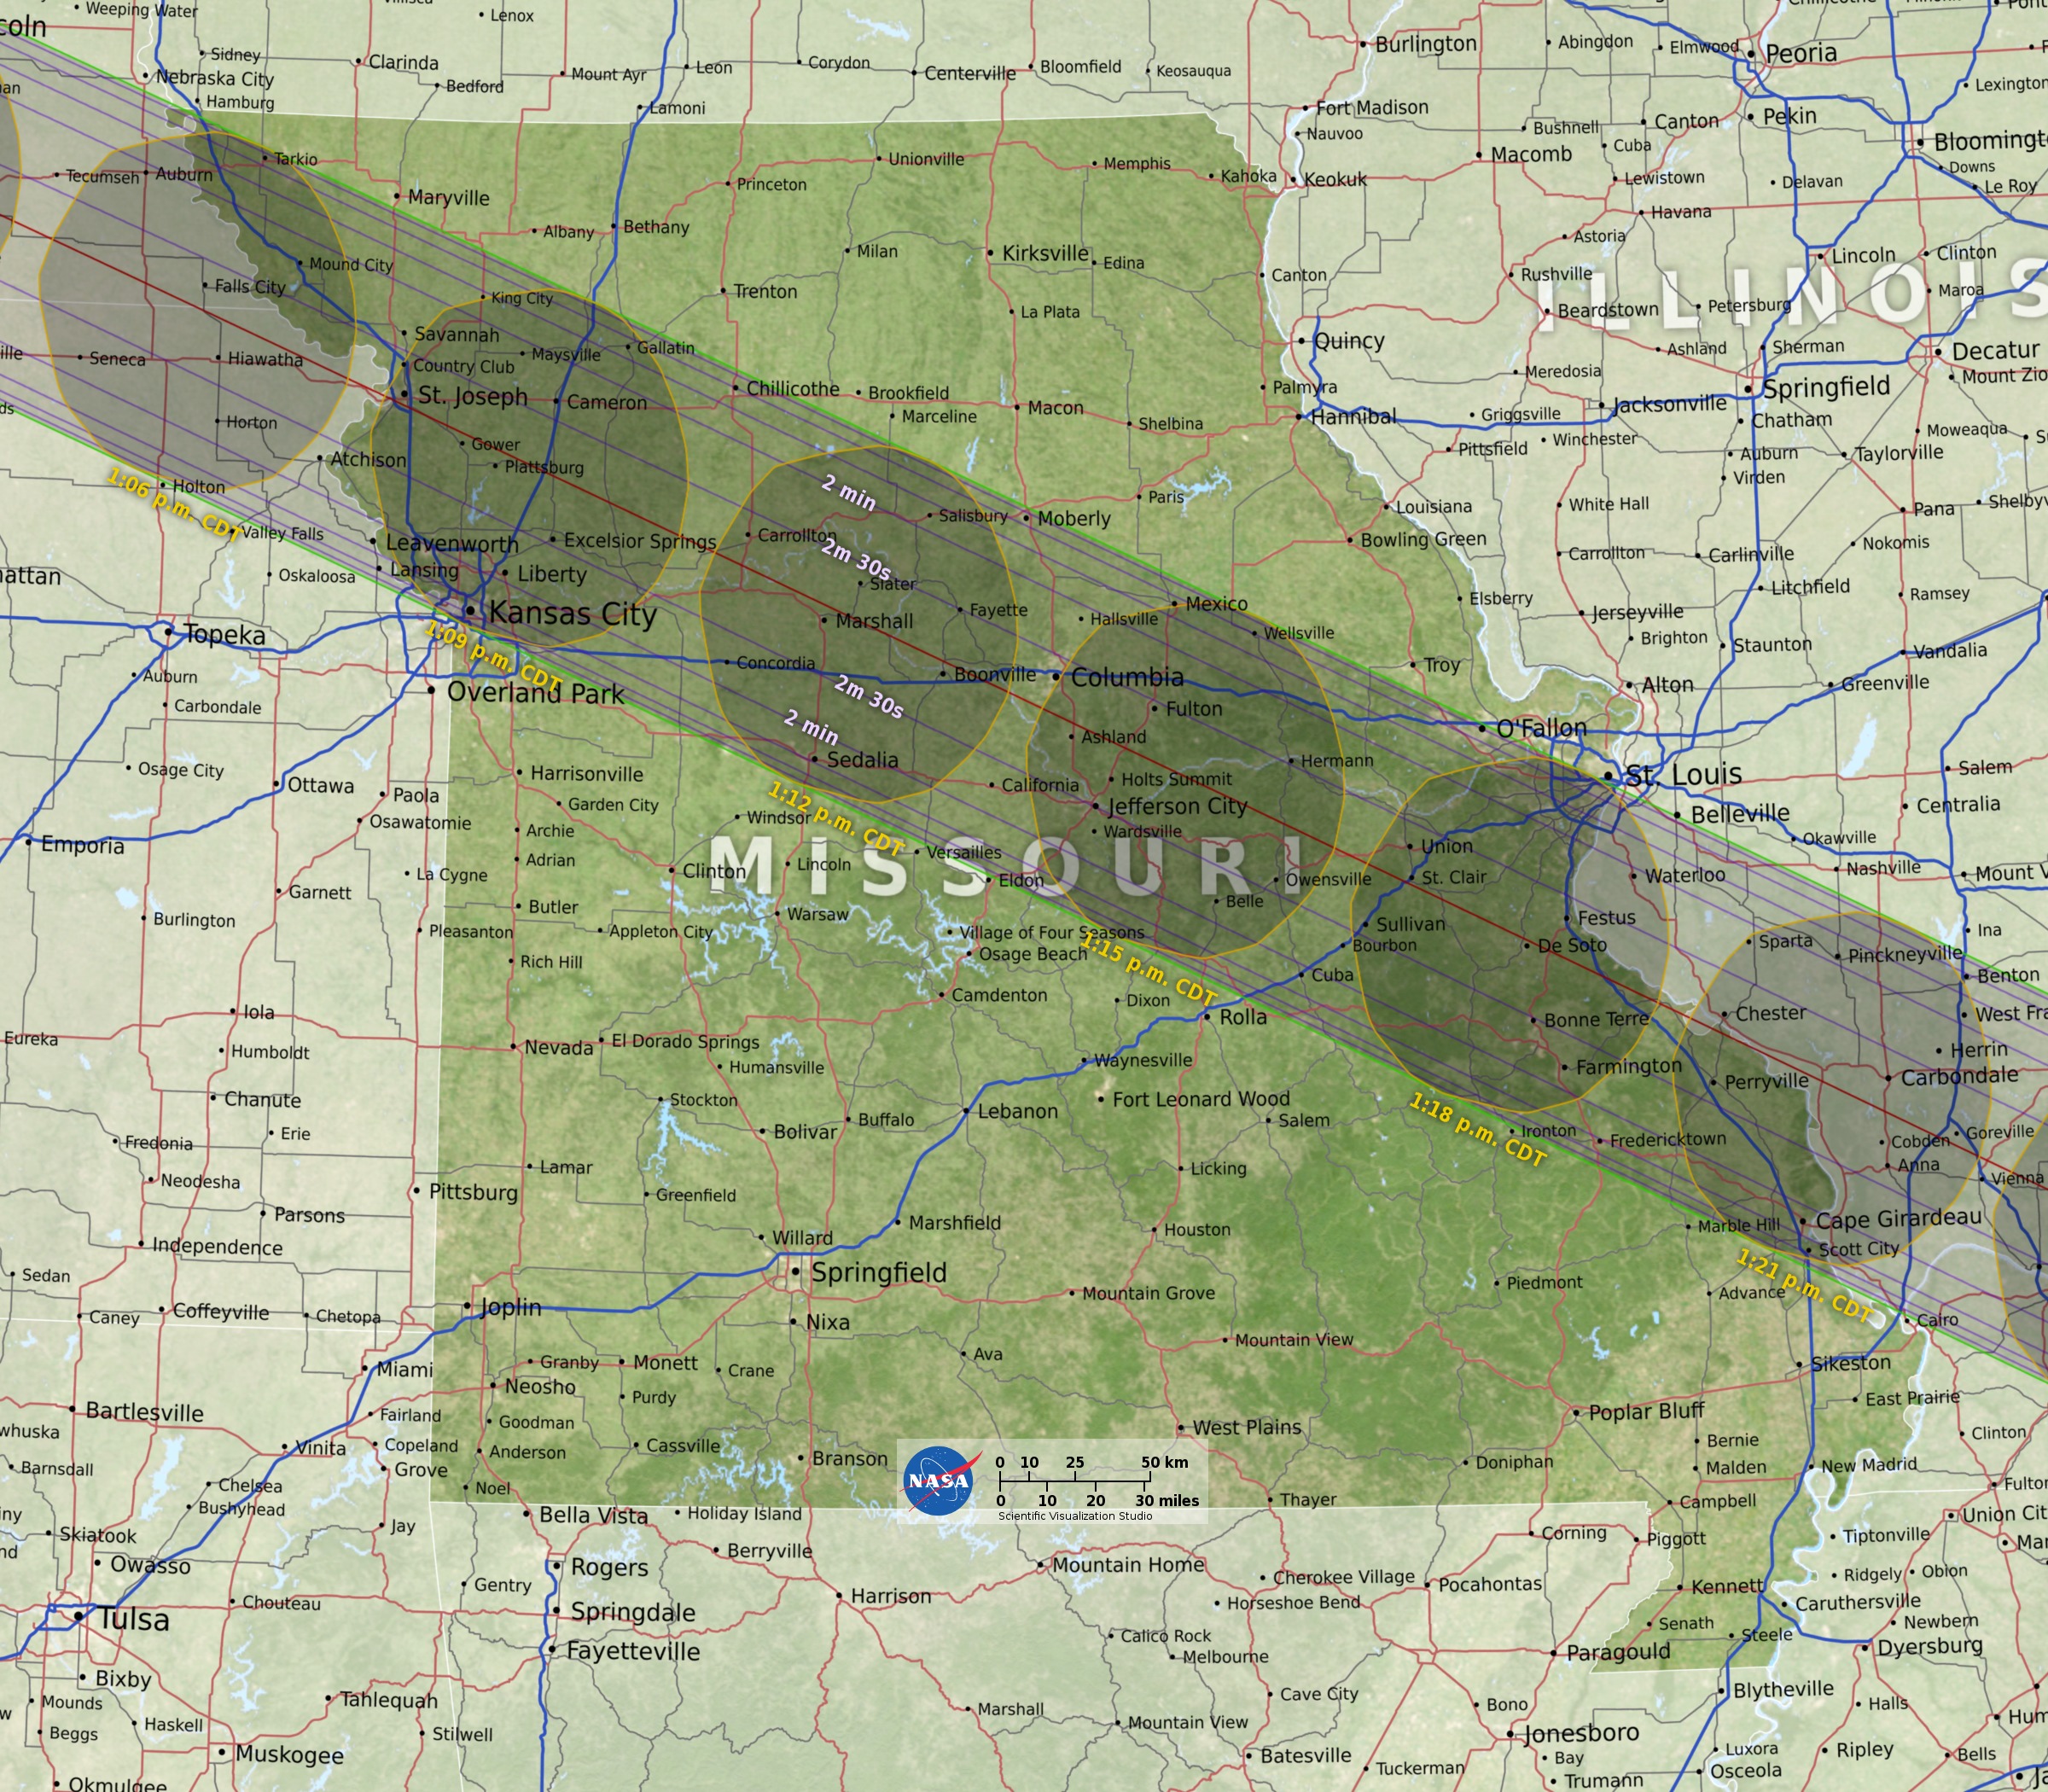 Weeping Water
Lenox
Burlington
Abingdon
Elmwood
Peoria
Sidney
Clarinda
Mount Ayr
Leon
Corydon
Centerville
Bloomfield
Keosauqua
Lexington
Nebraska City
Bedford
Hamburg
Lamoni
Fort Madison
Nauvoo
Bushnell
Canton
Pekin
Cuba
Macomb
Downs
Tarkio
Unionville
Memphis
Kahoka
Keokuk
Lewistown
Delavan
Le Roy
Tecumseh
Auburn
Maryville
Princeton
Havana
Albany
Bethany
Astoria
Milan
Kirksville
Edina
Lincoln
Clinton
Mound City
Canton
Rushville
ILLINOIS
Falls City
King City
Trenton
La Plata
Beardstown
Petersburg
Maroa
Savannah
Quincy
Ashland
Sherman
Decatur
Seneca
Hiawatha
Country Club
Maysville
Gallatin
Meredosia
Mount Zion
St. Joseph
Cameron
Chillicothe
Brookfield
Marceline
Macon
Palmyra
Springfield
Jacksonville
Horton
Shelbina
Hannibal
Griggsville
Chatham
Gower
Winchester
Moweaqua
Atchison
Plattsburg
Pittsfield
Auburn
Taylorville
Virden
Holton
1:06 p.m. CDT
2 min
Paris
Louisiana
White Hall
Pana
Valley Falls
Salisbury
Moberly
Leavenworth
Excelsior Springs
Carrollton
Bowling Green
Carrollton
Carlinville
Nokomis
Lansing
Oskaloosa
Liberty
2m 30s
Slater
Litchfield
Ramsey
Kansas City
Marshall
Fayette
Hallsville
Mexico
Elsberry
Jerseyville
Topeka
1:09 p.m. CDT
Wellsville
Brighton
Staunton
Vandalia
Auburn
Concordia
Boonville
Columbia
Troy
Alton
Greenville
Overland Park
2m 30s
Carbondale
2 min
Fulton
O'Fallon
Ashland
Osage City
Sedalia
Hermann
St. Louis
Salem
Ottawa
Harrisonville
California
Holts Summit
Paola
Garden City
1:12 p.m. CDT
Jefferson City
Belleville
Centralia
Osawatomie
Windsor
Wardsville
Emporia
Archie
Versailles
Union
Okawville
MISSOURI
Adrian
Lincoln
Nashville
La Cygne
Clinton
Eldon
Owensville
St. Clair
Waterloo
Garnett
Butler
Belle
Burlington
Warsaw
Festus
Pleasanton
Appleton City
Village of Four Seasons
1:15 p.m. CDT
Sullivan
Bourbon
De Soto
Sparta
Ina
Rich Hill
Osage Beach
Cuba
Pinckneyville
Benton
Camdenton
Dixon
Iola
Rolla
Bonne Terre
Chester
Eureka
Nevada
El Dorado Springs
Humboldt
Humansville
Waynesville
Farmington
Herrin
Carbondale
Perryville
Chanute
Stockton
Fort Leonard Wood
1:18 p.m. CDT
Lebanon
Buffalo
Salem
Ironton
Fredericktown
Erie
Bolivar
Cobden
Goreville
Fredonia
Lamar
Licking
Anna
Vienna
Neodesha
Pittsburg
Greenfield
Parsons
Marshfield
Houston
Marble Hill
Cape Girardeau
Independence
Willard
Scott City
Sedan
Springfield
1:21 p.m. CDT
Piedmont
Advance
Coffeyville
Joplin
Mountain Grove
Caney
Chetopa
Nixa
Cairo
Mountain View
Miami
Granby
Monett
Crane
Ava
Sikeston
Neosho
Purdy
East Prairie
Bartlesville
Fairland
Goodman
Poplar Bluff
West Plains
Clinton
Vinita
Copeland
Anderson
Cassville
Bernie
Barnsdall
Grove
Branson
Doniphan
Malden
New Madrid
NASA
0 10 25 50 km
0 10 20 30 miles
Scientific Visualization Studio
Chelsea
Noel
Thayer
Campbell
Bushyhead
Jay
Bella Vista
Holiday Island
Union City
Skiatook
Corning
Piggott
Tiptonville
Owasso
Rogers
Berryville
Mountain Home
Gentry
Cherokee Village
Pocahontas
Kennett
Ridgely
Obion
Chouteau
Harrison
Horseshoe Bend
Caruthersville
Tulsa
Springdale
Senath
Newbern
Fayetteville
Calico Rock
Steele
Dyersburg
Melbourne
Paragould
Bixby
Mounds
Tahlequah
Cave City
Bono
Blytheville
Halls
Haskell
Beggs
Stilwell
Marshall
Mountain View
Jonesboro
Muskogee
Batesville
Bay
Luxora
Ripley
Bells
Okmulgee
Tuckerman
Trumann
Osceola